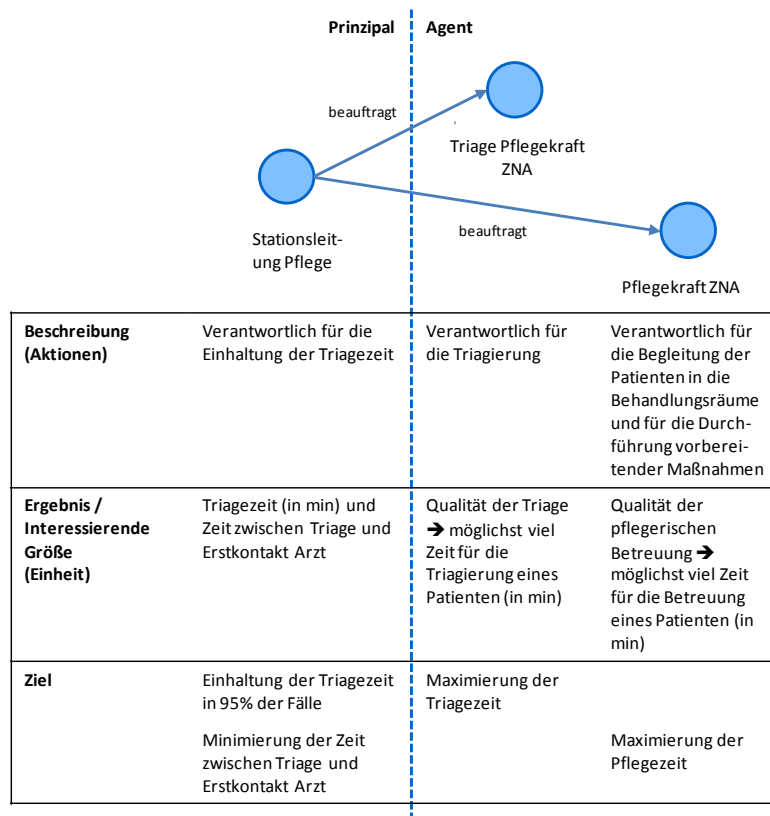 Prinzipal Agent
beauftragt
Triage Pflegekraft
ZNA
Stationsleit-
ung Pflege
beauftragt
Pflegekraft ZNA
Beschreibung
(Aktionen)
Verantwortlich für die
Einhaltung der Triagezeit
Verantwortlich für
die Triagierung
Verantwortlich für
die Begleitung der
Patienten in die
Behandlungsräume
und für die Durch-
führung vorberei-
tender Maßnahmen
Ergebnis /
Interessierende
Größe
(Einheit)
Triagezeit (in min) und
Zeit zwischen Triage und
Erstkontakt Arzt
Qualität der Triage
➔ möglichst viel
Zeit für die
Triagierung eines
Patienten (in min)
Qualität der
pflegerischen
Betreuung ➔
möglichst viel Zeit
für die Betreuung
eines Patienten (in
min)
Ziel
Einhaltung der Triagezeit
in 95% der Fälle
Maximierung der
Triagezeit
Minimierung der Zeit
zwischen Triage und
Erstkontakt Arzt
Maximierung der
Pflegezeit